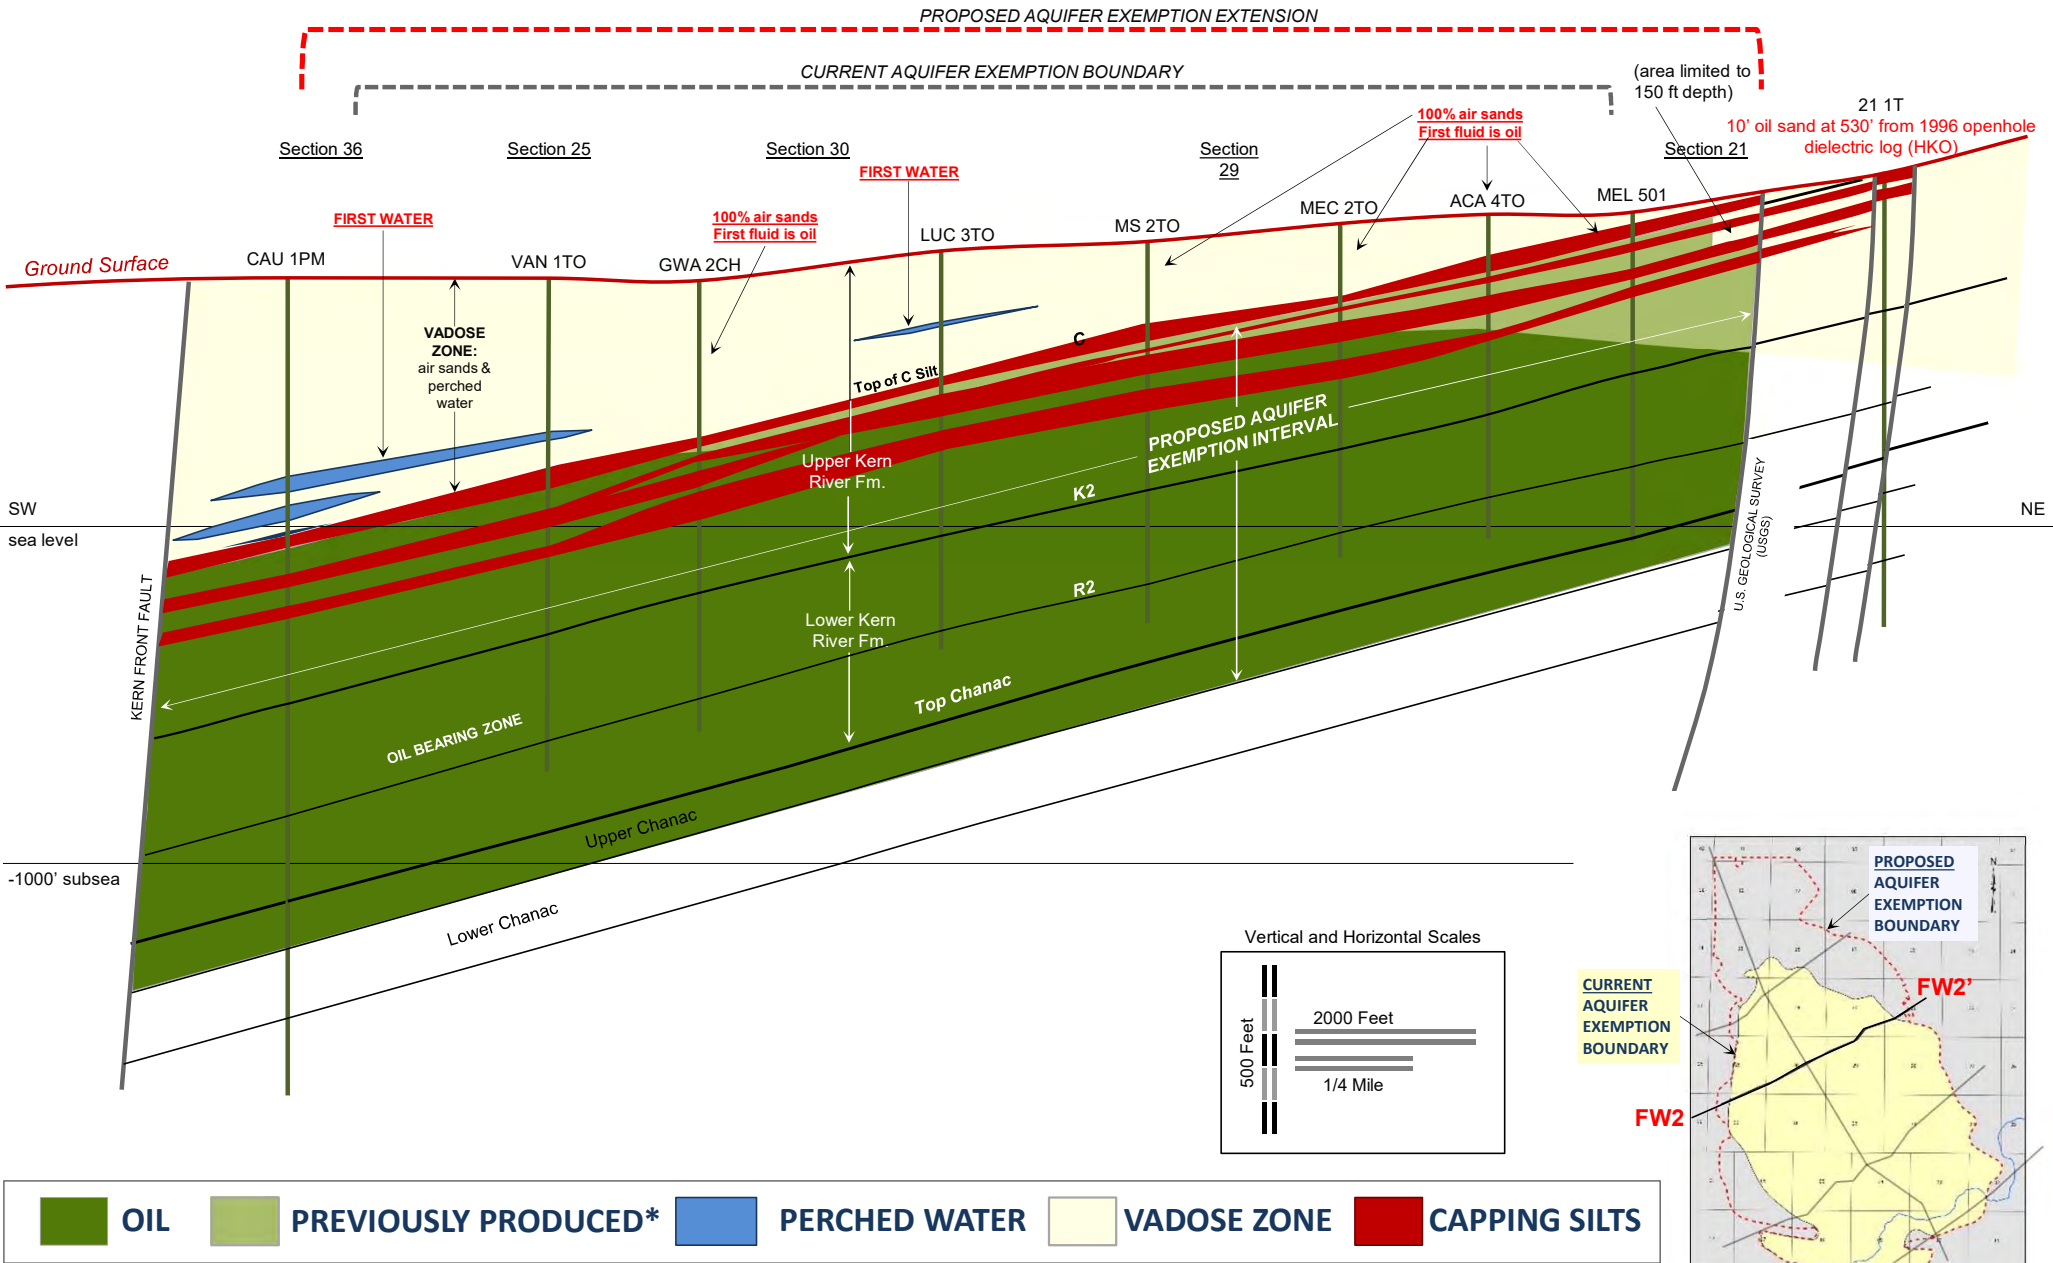 PROPOSED AQUIFER EXEMPTION EXTENSION
CURRENT AQUIFER EXEMPTION BOUNDARY
(area limited to
150 ft depth)
21 1T
10’ oil sand at 530’ from 1996 openhole
dielectric log (HKO)
100% air sands
First fluid is oil
Section 36
Section 25
Section 30
Section
29
Section 21
FIRST WATER
FIRST WATER
100% air sands
First fluid is oil
MEL 501
ACA 4TO
MEC 2TO
MS 2TO
LUC 3TO
GWA 2CH
VAN 1TO
CAU 1PM
Ground Surface
VADOSE
ZONE:
air sands &
perched
water
C
Top of C Silt
PROPOSED AQUIFER
EXEMPTION INTERVAL
Upper Kern
River Fm.
K2
SW
NE
sea level
R2
Lower Kern
River Fm.
KERN FRONT FAULT
U.S. GEOLOGICAL SURVEY
(USGS)
Top Chanac
OIL BEARING ZONE
Upper Chanac
-1000’ subsea
Lower Chanac
Vertical and Horizontal Scales
500 Feet
2000 Feet
1/4 Mile
PROPOSED
AQUIFER
EXEMPTION
BOUNDARY
N
CURRENT
AQUIFER
EXEMPTION
BOUNDARY
FW2’
FW2
OIL
PREVIOUSLY PRODUCED*
PERCHED WATER
VADOSE ZONE
CAPPING SILTS